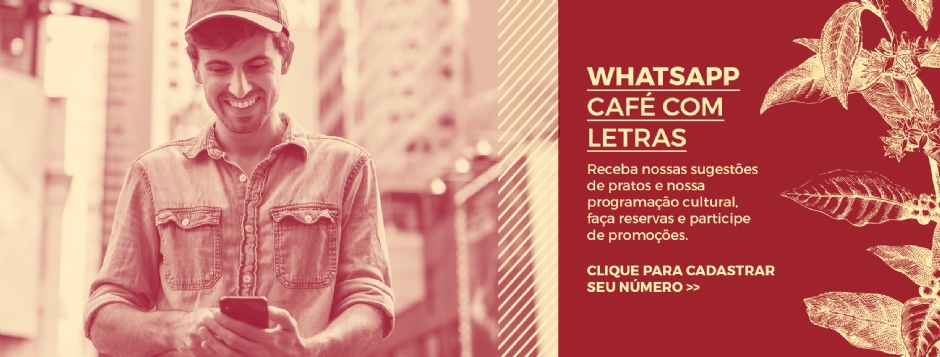 WHATSAPP
CAFÉ COM
LETRAS
Receba nossas sugestões
de pratos e nossa
programação cultural,
faça reservas e participe
de promoções.
CLIQUE PARA CADASTRAR
SEU NÚMERO >>